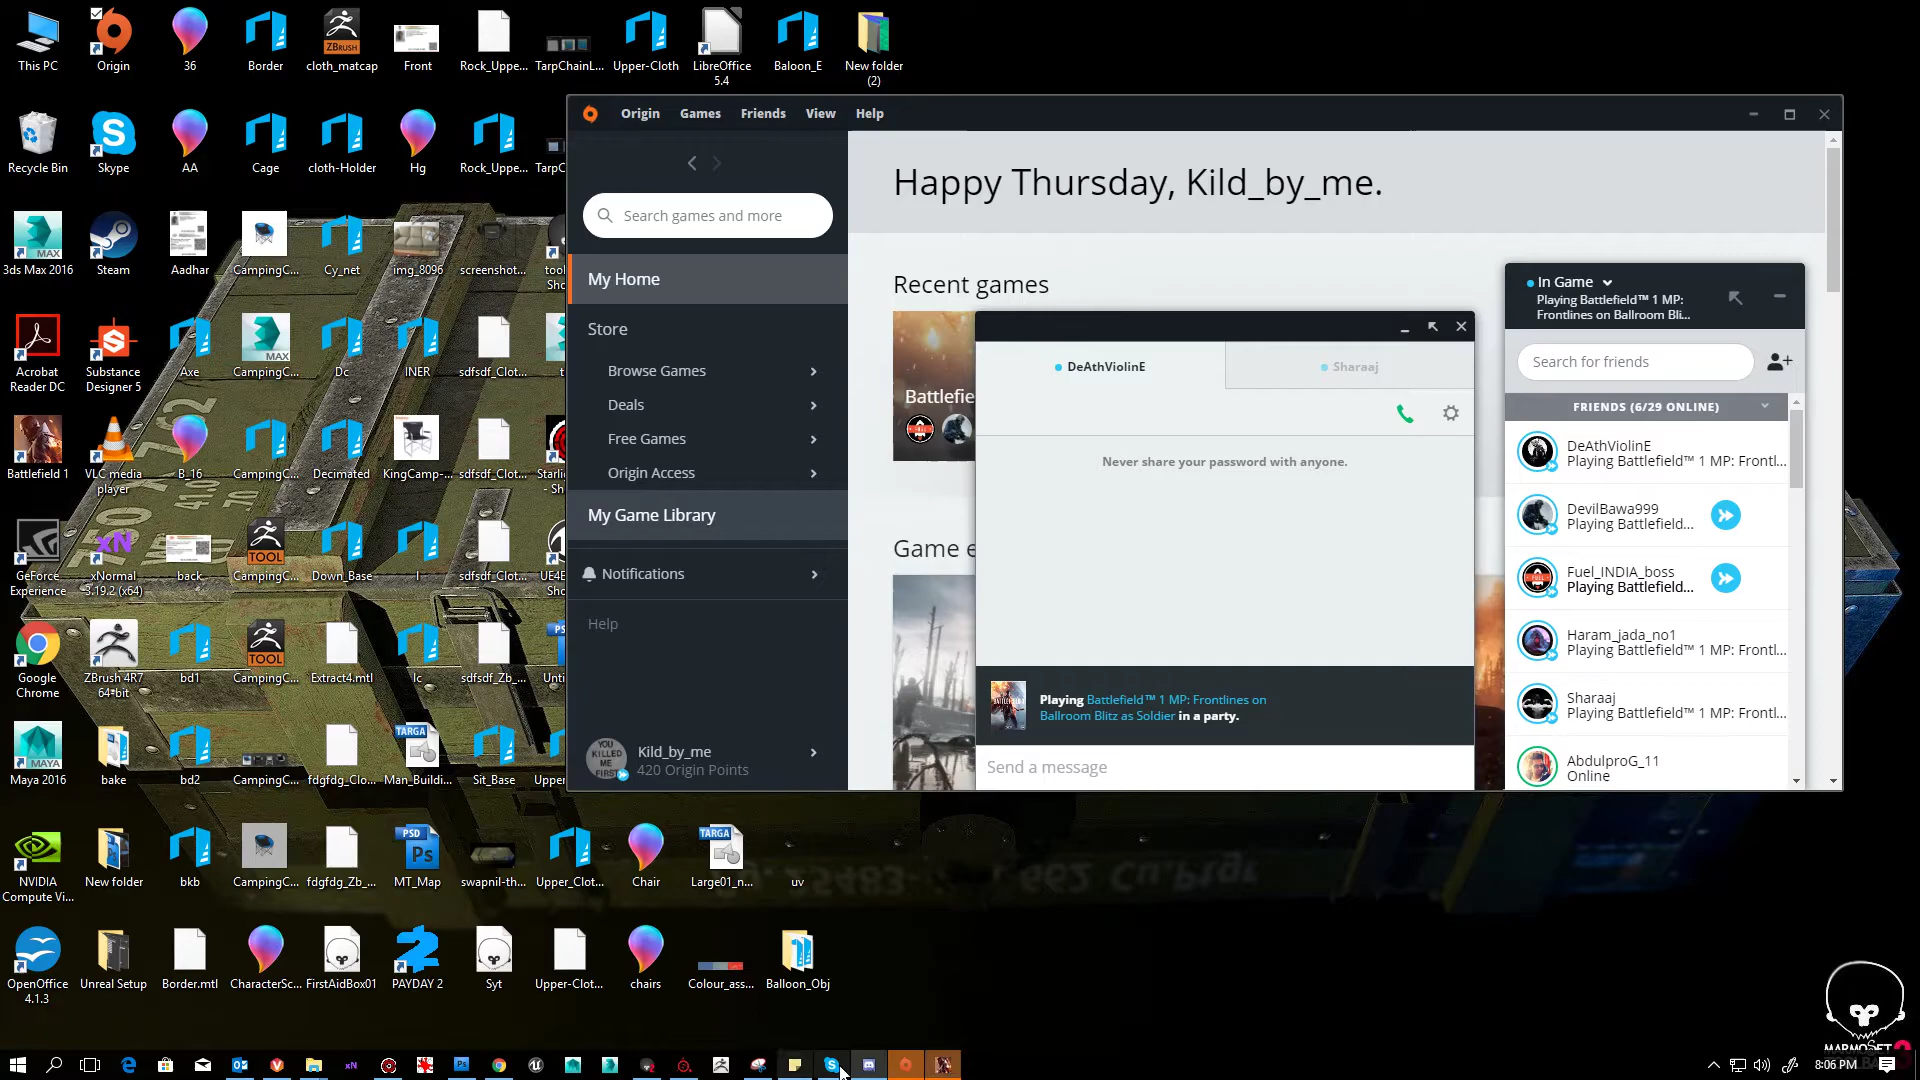 This PC
Origin
36
Border
cloth_matcap
Front
Rock_Uppe...
TarpChainL...
Upper-Cloth
LibreOffice
5.4
Baloon_E
New folder
(2)
Recycle Bin
Skype
AA
Cage
cloth-Holder
Hg
Rock_Uppe...
3ds Max 2016
Steam
Aadhar
CampingC...
Cy_net
img_8096
screenshot...
Acrobat
Reader DC
Substance
Designer 5
Axe
CampingC...
Dc
INER
sdfsdf_Clot...
Battlefield 1
VLC media
player
B_16
CampingC...
Decimated
KingCamp-...
sdfsdf_Clot...
GeForce
Experience
xNormal
3.19.2 (x64)
back
CampingC...
Down_Base
I
sdfsdf_Clot...
Google
Chrome
ZBrush 4R7
64-bit
bd1
CampingC...
Extract4.mtl
Ic
sdfsdf_Zb_...
Maya 2016
bake
bd2
CampingC...
fdgfdg_Clo...
Man_Buildi...
Sit_Base
NVIDIA
Compute Vi...
New folder
bkb
CampingC...
fdgfdg_Zb_...
MT_Map
swapnil-th...
Upper_Clot...
Chair
Large01_n...
uv
OpenOffice
4.1.3
Unreal Setup
Border.mtl
CharacterSc...
FirstAidBox01
PAYDAY 2
Syt
Upper-Clot...
chairs
Colour_ass...
Balloon_Obj
Origin
Games
Friends
View
Help
Search games and more
My Home
Store
Browse Games
Deals
Free Games
Origin Access
My Game Library
Notifications
Help
YOU
KILLED
ME
FIRST
Kild_by_me
420 Origin Points
Happy Thursday, Kild_by_me.
Recent games
Battlefie
Game e
DeAthViolinE
Sharaaj
Never share your password with anyone.
Playing Battlefield™ 1 MP: Frontlines on
Ballroom Blitz as Soldier in a party.
Send a message
In Game
Playing Battlefield™ 1 MP:
Frontlines on Ballroom Bli...
Search for friends
FRIENDS (6/29 ONLINE)
DeAthViolinE
Playing Battlefield™ 1 MP: Frontl...
DevilBawa999
Playing Battlefield...
Fuel_INDIA_boss
Playing Battlefield...
Haram_jada_no1
Playing Battlefield™ 1 MP: Frontl...
Sharaaj
Playing Battlefield™ 1 MP: Frontl...
AbdulproG_11
Online
8:06 PM